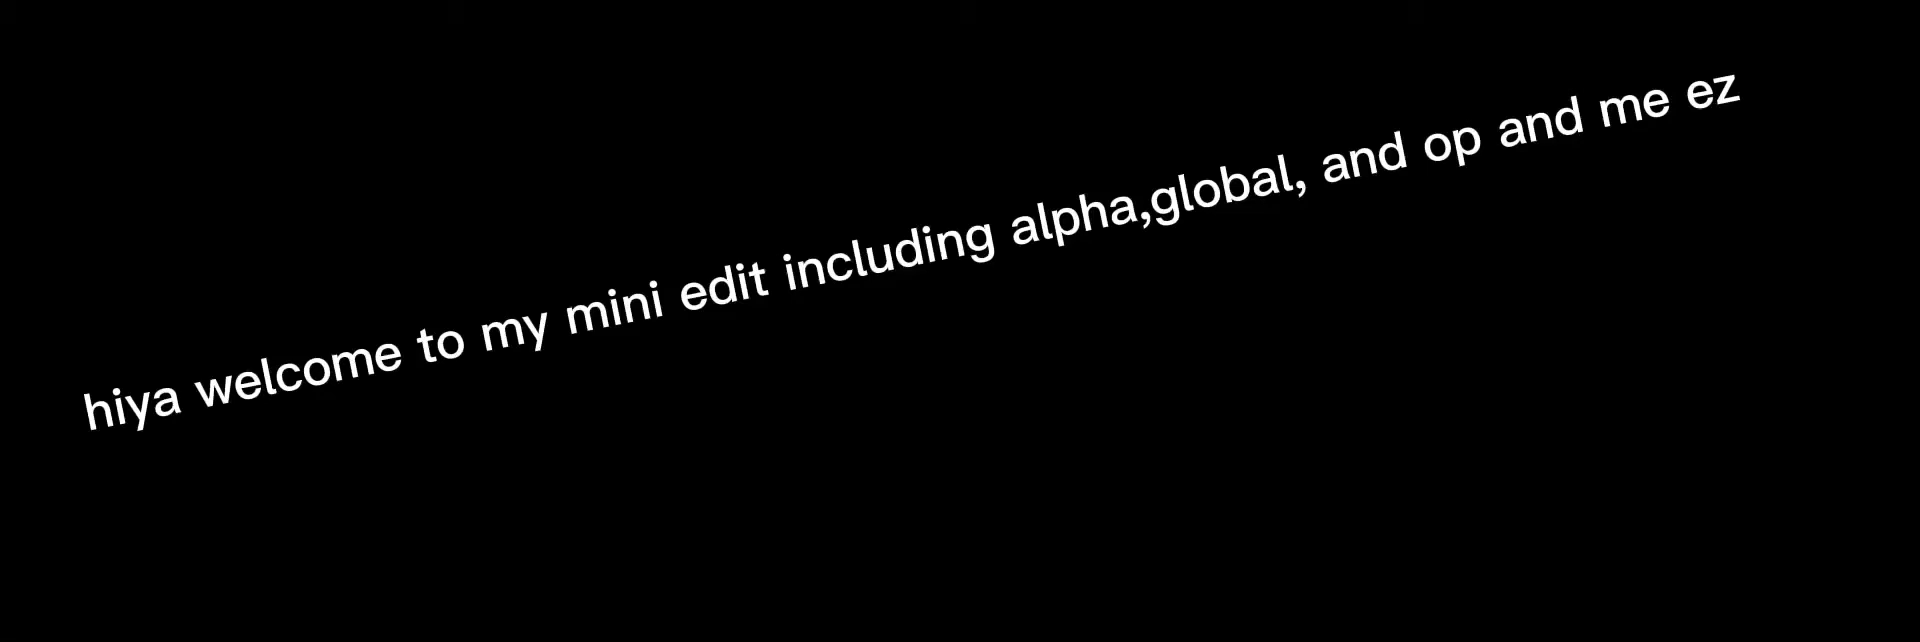 hiya welcome to my mini edit including alpha,global, and op and me ez